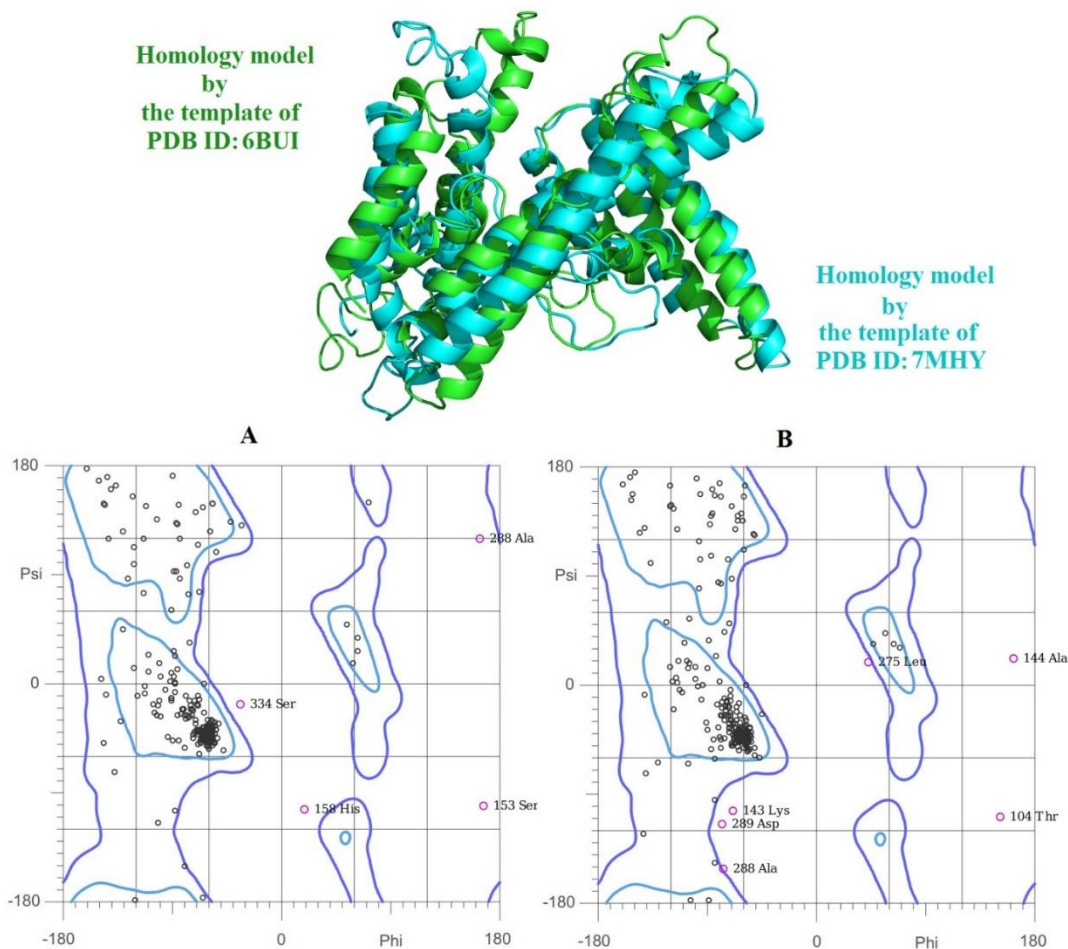 Homology model
by
the template of
PDB ID: 6BUI
Homology model
by
the template of
PDB ID: 7MHY
A
180
288 Ala
Psi
0
334 Ser
158 His
153 Ser
-180
-180
0
Phi
180
B
180
Psi
144 Ala
275 Leu
0
143 Lys
104 Thr
289 Asp
288 Ala
-180
-180
0
Phi
180